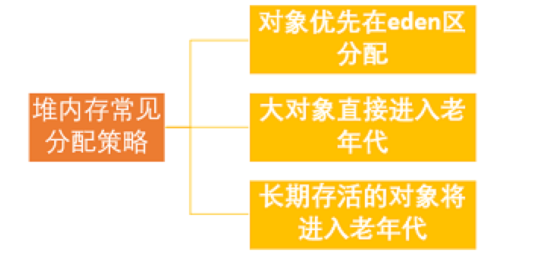 堆内存常见
分配策略
对象优先在eden区
分配
大对象直接进入老
年代
长期存活的对象将
进入老年代